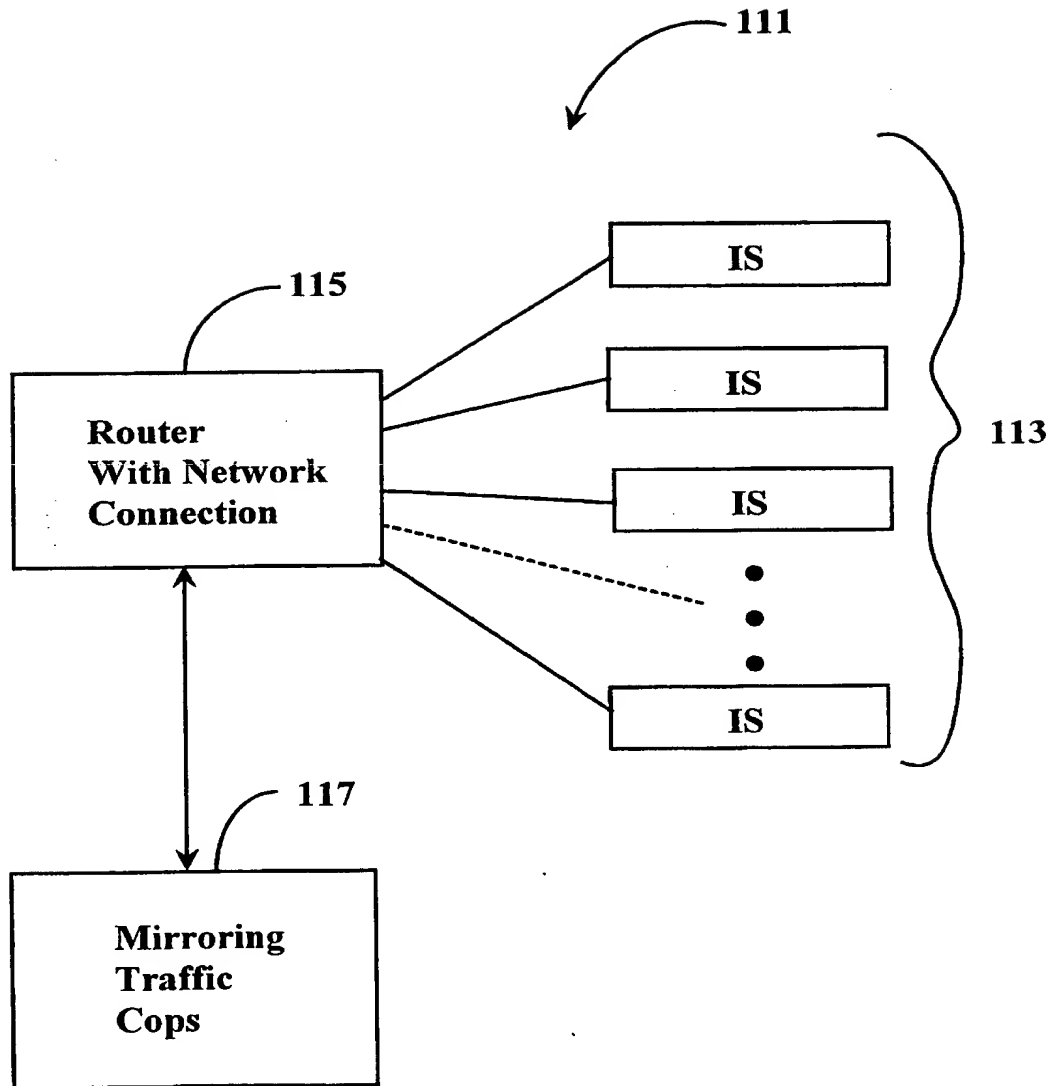 111
IS
115
IS
Router
With Network
Connection
113
IS
IS
117
Mirroring
Traffic
Cops